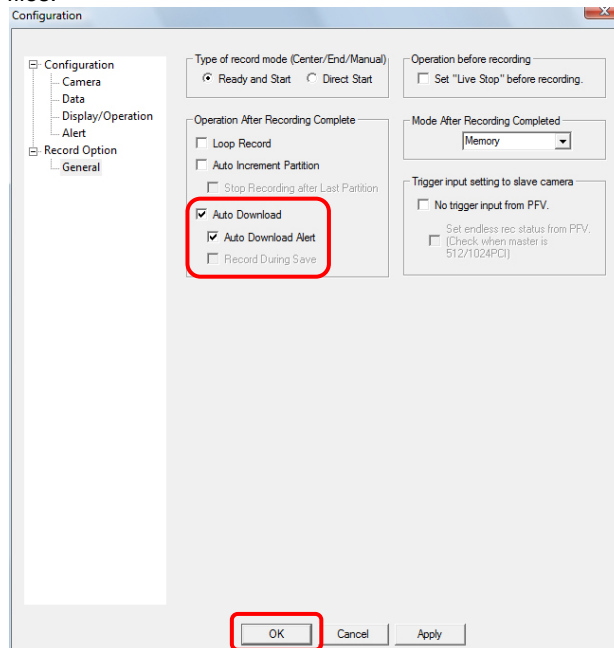 Configuration
Configuration
Camera
Data
Display/Operation
Alert
Record Option
General
Type of record mode (Center/End/Manual)
Ready and Start Direct Start
Operation After Recording Complete
Loop Record
Auto Increment Partition
Stop Recording after Last Partition
Auto Download
Auto Download Alert
Record During Save
Operation before recording
Set "Live Stop" before recording.
Mode After Recording Completed
Memory
Trigger input setting to slave camera
No trigger input from PFV.
Set endless rec status from PFV.
(Check when master is
512/1024PCI)
OK Cancel Apply